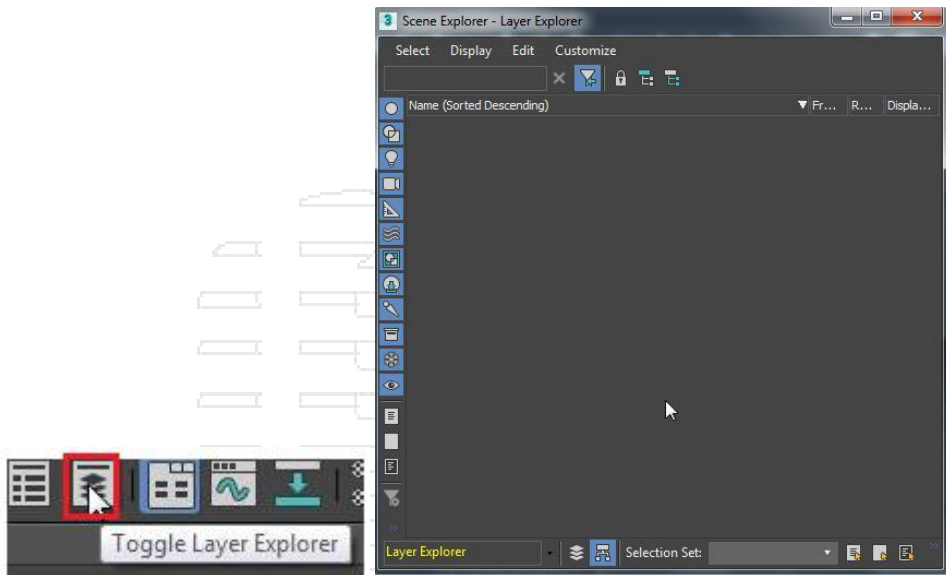 Scene Explorer - Layer Explorer
Select Display Edit Customize
Name (Sorted Descending) Fr... R... Displa...
Toggle Layer Explorer
Layer Explorer Selection Set: